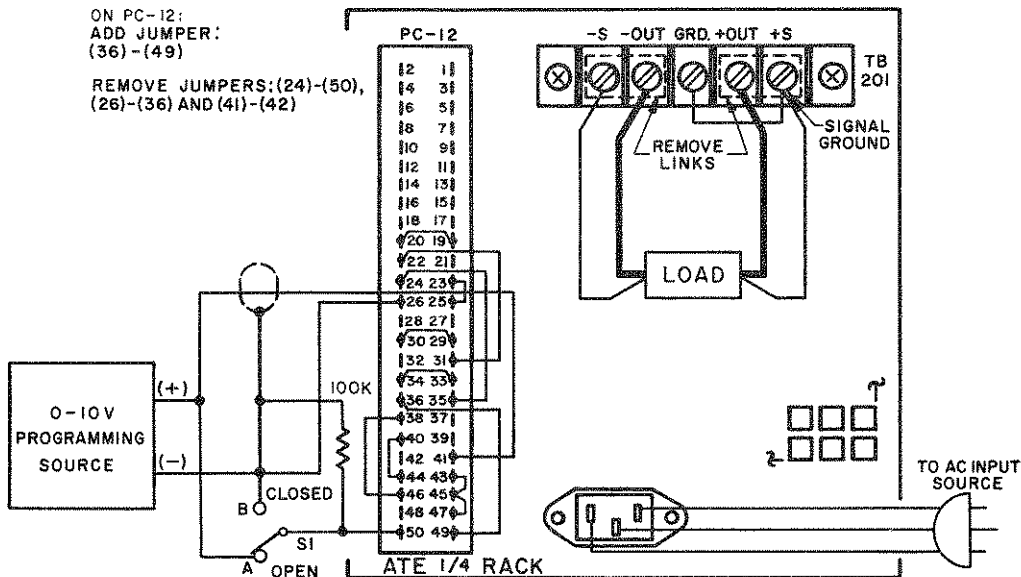 ON PC-12:
ADD JUMPER:
(36)-(49)
REMOVE JUMPERS:(24)-(50),
(26)-(36) AND (41)-(42)
PC-12
2 1
4 3
6 5
8 7
10 9
12 11
14 13
16 15
18 17
20 19
22 21
24 23
26 25
28 27
30 29
32 31
34 33
36 35
38 37
40 39
42 41
44 43
46 45
48 47
50 49
-S -OUT GRD. +OUT +S
TB
201
REMOVE
LINKS
SIGNAL
GROUND
LOAD
0-10V
PROGRAMMING
SOURCE
(+)
(-)
100K
CLOSED
B
S1
A
OPEN
ATE 1/4 RACK
TO AC INPUT
SOURCE